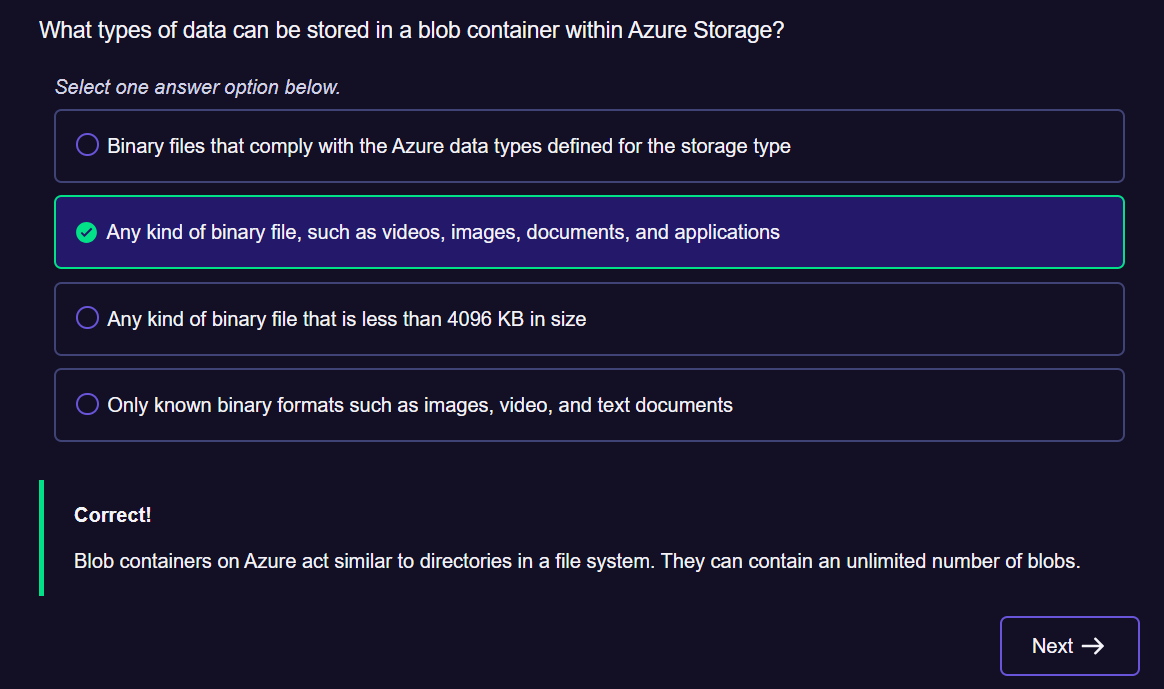 What types of data can be stored in a blob container within Azure Storage?
Select one answer option below.
Binary files that comply with the Azure data types defined for the storage type
Any kind of binary file, such as videos, images, documents, and applications
Any kind of binary file that is less than 4096 KB in size
Only known binary formats such as images, video, and text documents
Correct!
Blob containers on Azure act similar to directories in a file system. They can contain an unlimited number of blobs.
Next